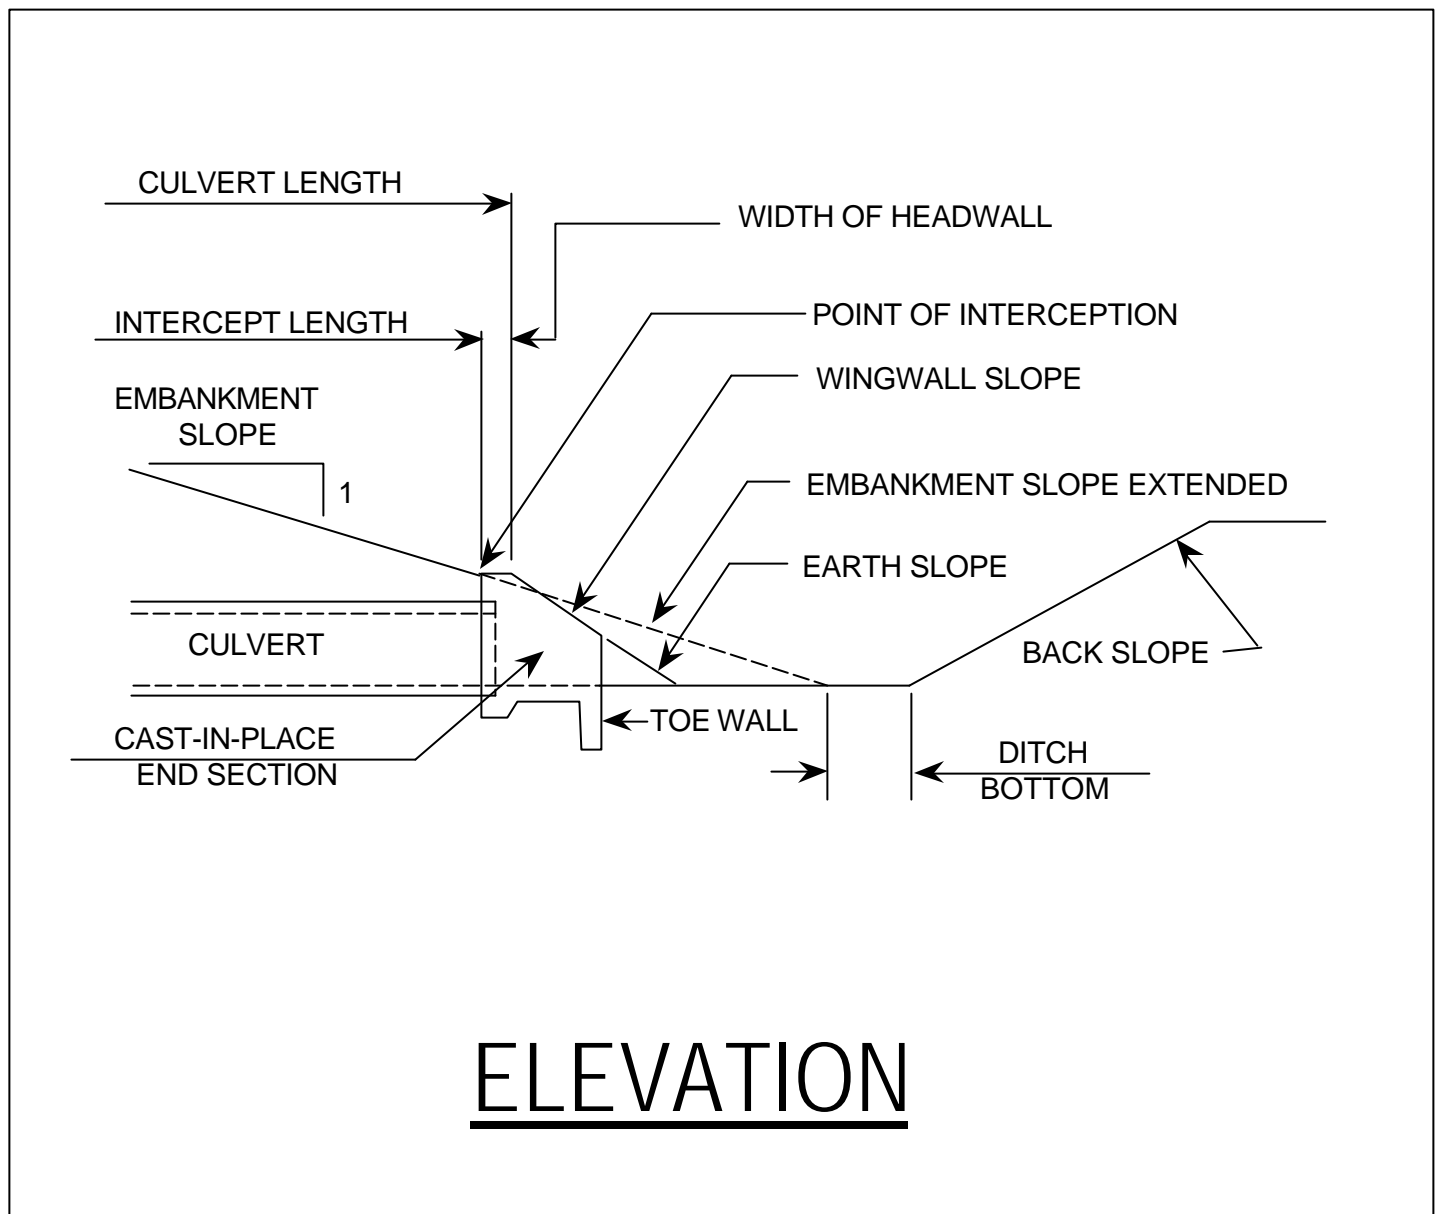 CULVERT LENGTH
WIDTH OF HEADWALL
INTERCEPT LENGTH
POINT OF INTERCEPTION
WINGWALL SLOPE
EMBANKMENT
SLOPE
1
EMBANKMENT SLOPE EXTENDED
EARTH SLOPE
CULVERT
BACK SLOPE
TOE WALL
CAST-IN-PLACE
END SECTION
DITCH
BOTTOM
ELEVATION